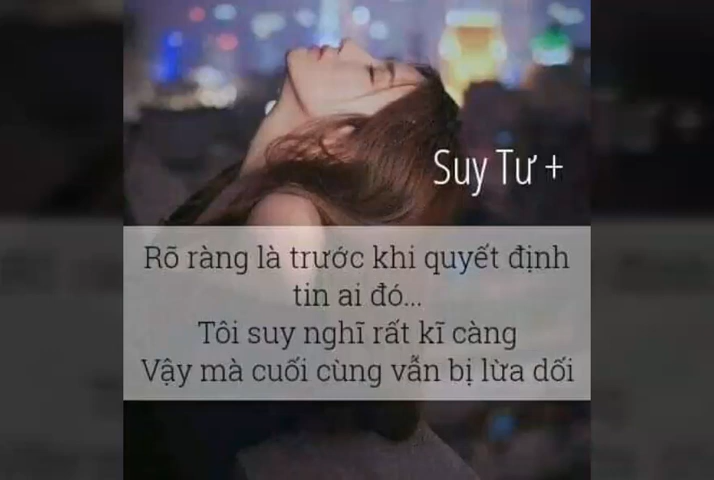 Suy Tư +
Rõ ràng là trước khi quyết định
tin ai đó...
Tôi suy nghĩ rất kĩ càng
Vậy mà cuối cùng vẫn bị lừa dối